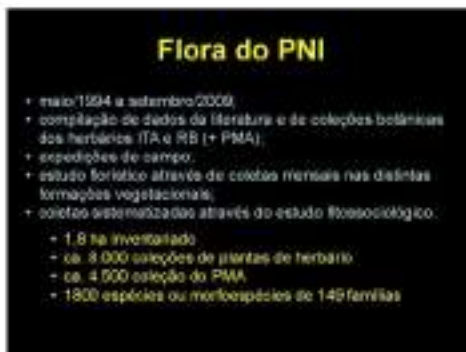 Flora do PNI
+ maio/1994 a setembro/2009;
+ compilação de dados da literatura e de coleções botânicas
dos herbários ITA e RB (+ PMA);
+ expedições de campo;
+ estudo florístico através de coletas mensais nas distintas
formações vegetacionais;
+ coletas sistematizadas através do estudo fitossociológico:
+ 1,8 ha inventariado
+ ca. 8.000 coleções de plantas de herbário
+ ca. 4.500 coleção do PMA
+ 1800 espécies ou morfoespécies de 149 famílias